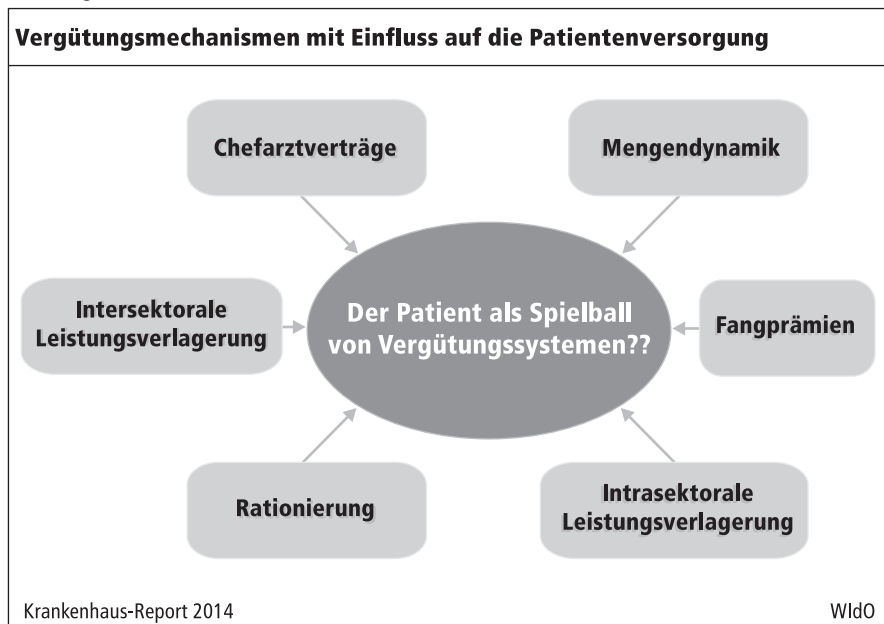 Vergütungsmechanismen mit Einfluss auf die Patientenversorgung
Chefarztverträge
Mengendynamik
Intersektorale
Leistungsverlagerung
Der Patient als Spielball
von Vergütungssystemen??
Fangprämien
Rationierung
Intrasektorale
Leistungsverlagerung
Krankenhaus-Report 2014
WIdO